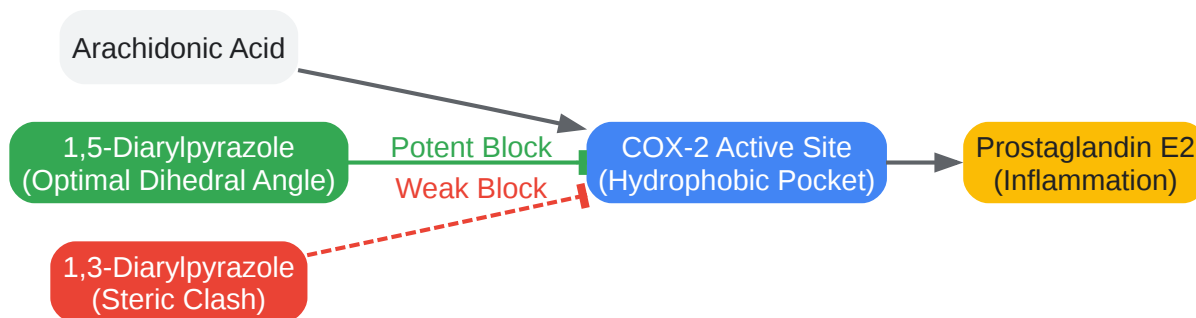 Arachidonic Acid
1,5-Diarylpyrazole
(Optimal Dihedral Angle)
Potent Block
Weak Block
COX-2 Active Site
(Hydrophobic Pocket)
Prostaglandin E2
(Inflammation)
1,3-Diarylpyrazole
(Steric Clash)